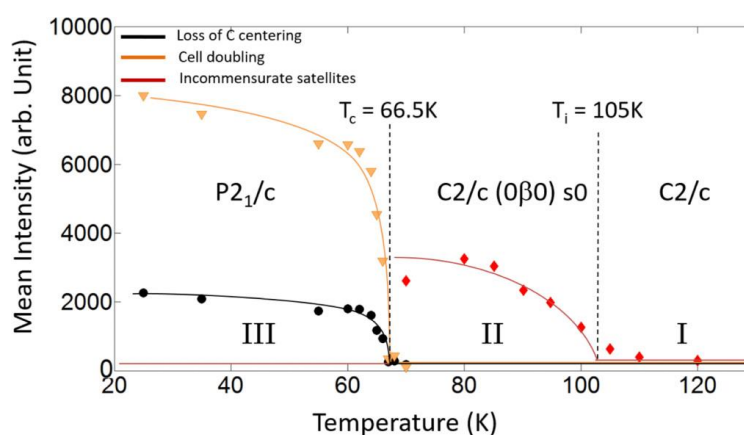 10000
Loss of C centering
Cell doubling
Incommensurate satellites
8000
6000
4000
2000
0
Mean Intensity (arb. Unit)
T_c = 66.5K
T_i = 105K
P2₁/c
C2/c (0β0) s0
C2/c
III
II
I
20
40
60
80
100
120
Temperature (K)